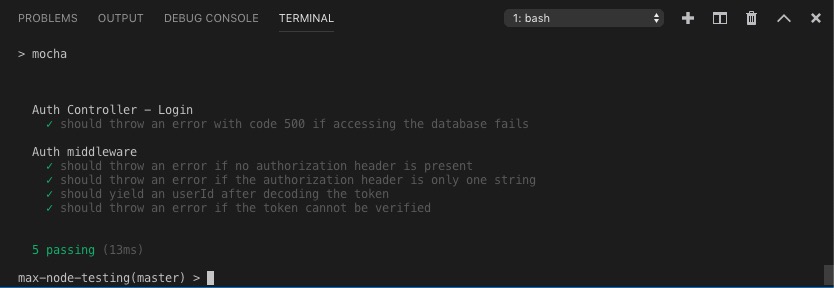 PROBLEMS OUTPUT DEBUG CONSOLE TERMINAL 1: bash
> mocha
Auth Controller - Login
✓ should throw an error with code 500 if accessing the database fails
Auth middleware
✓ should throw an error if no authorization header is present
✓ should throw an error if the authorization header is only one string
✓ should yield an userId after decoding the token
✓ should throw an error if the token cannot be verified
5 passing (13ms)
max-node-testing(master) >